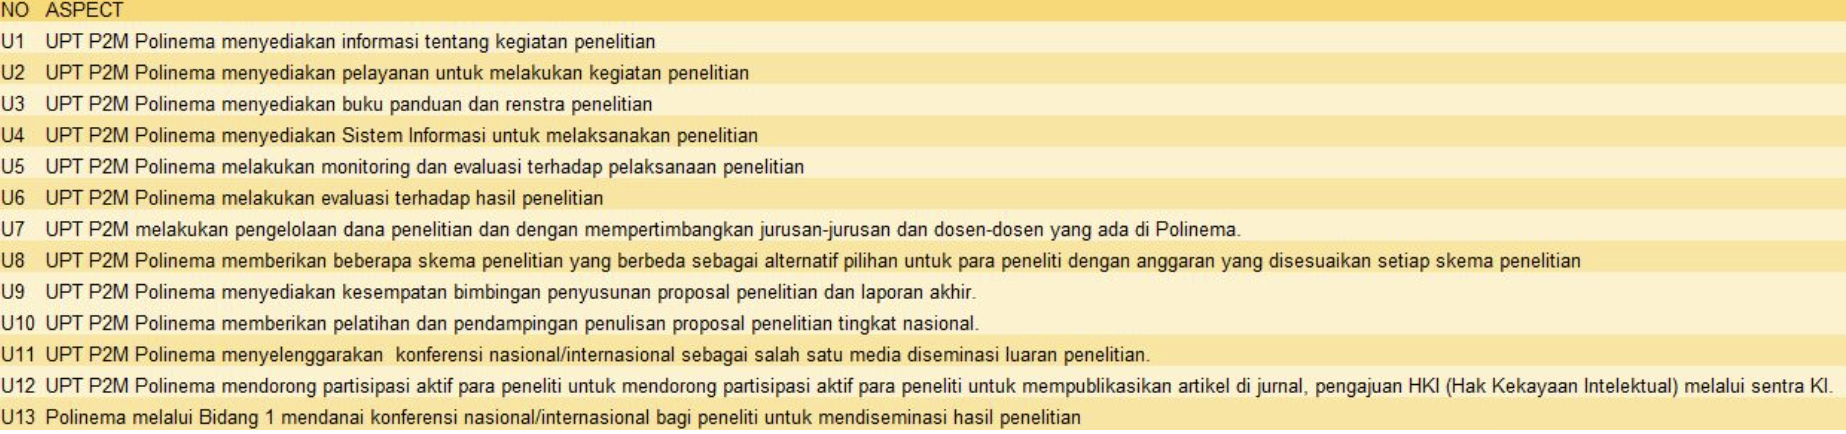 NO ASPECT
U1 UPT P2M Polinema menyediakan informasi tentang kegiatan penelitian
U2 UPT P2M Polinema menyediakan pelayanan untuk melakukan kegiatan penelitian
U3 UPT P2M Polinema menyediakan buku panduan dan renstra penelitian
U4 UPT P2M Polinema menyediakan Sistem Informasi untuk melaksanakan penelitian
U5 UPT P2M Polinema melakukan monitoring dan evaluasi terhadap pelaksanaan penelitian
U6 UPT P2M Polinema melakukan evaluasi terhadap hasil penelitian
U7 UPT P2M melakukan pengelolaan dana penelitian dan dengan mempertimbangkan jurusan-jurusan dan dosen-dosen yang ada di Polinema.
U8 UPT P2M Polinema memberikan beberapa skema penelitian yang berbeda sebagai alternatif pilihan untuk para peneliti dengan anggaran yang disesuaikan setiap skema penelitian
U9 UPT P2M Polinema menyediakan kesempatan bimbingan penyusunan proposal penelitian dan laporan akhir.
U10 UPT P2M Polinema memberikan pelatihan dan pendampingan penulisan proposal penelitian tingkat nasional.
U11 UPT P2M Polinema menyelenggarakan konferensi nasional/internasional sebagai salah satu media diseminasi luaran penelitian.
U12 UPT P2M Polinema mendorong partisipasi aktif para peneliti untuk mendorong partisipasi aktif para peneliti untuk mempublikasikan artikel di jurnal, pengajuan HKI (Hak Kekayaan Intelektual) melalui sentra KI.
U13 Polinema melalui Bidang 1 mendanai konferensi nasional/internasional bagi peneliti untuk mendiseminasi hasil penelitian